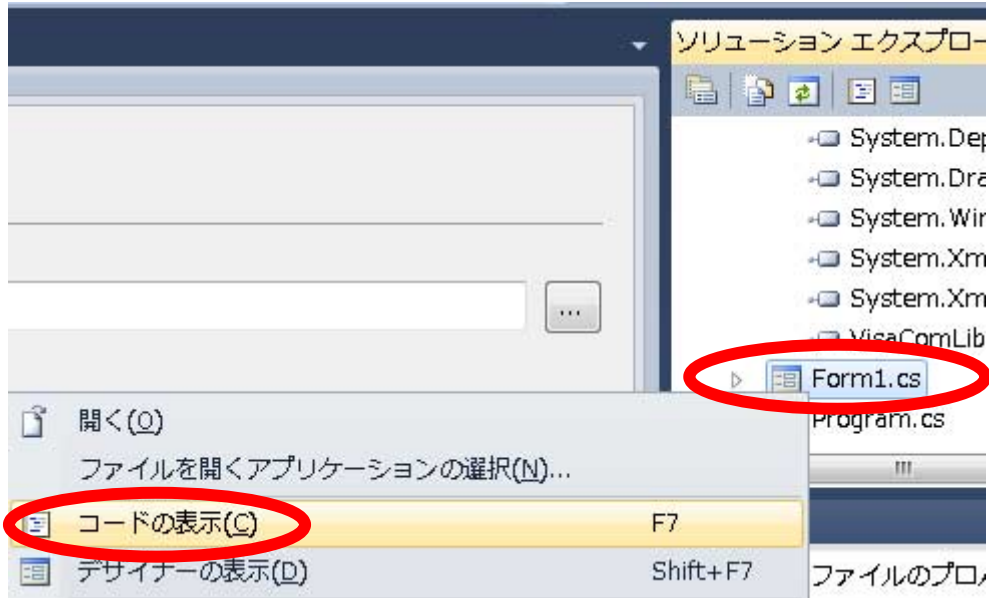 ソリューション エクスプロー
System.Dep
System.Dra
System.Wir
System.Xm
System.Xm
VisaComLib
Form1.cs
Program.cs
...
開く(O)
ファイルを開くアプリケーションの選択(N)...
コードの表示(C) F7
デザイナーの表示(D) Shift+F7
ファイルのプロパ